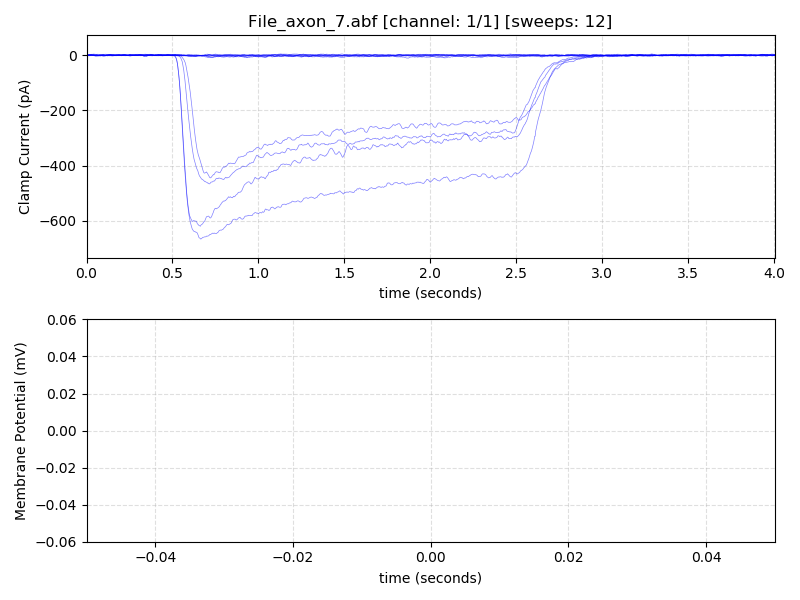 File_axon_7.abf [channel: 1/1] [sweeps: 12]
Clamp Current (pA)
0
−200
−400
−600
0.0 0.5 1.0 1.5 2.0 2.5 3.0 3.5 4.0
time (seconds)
Membrane Potential (mV)
0.06
0.04
0.02
0.00
−0.02
−0.04
−0.06
−0.04 −0.02 0.00 0.02 0.04
time (seconds)